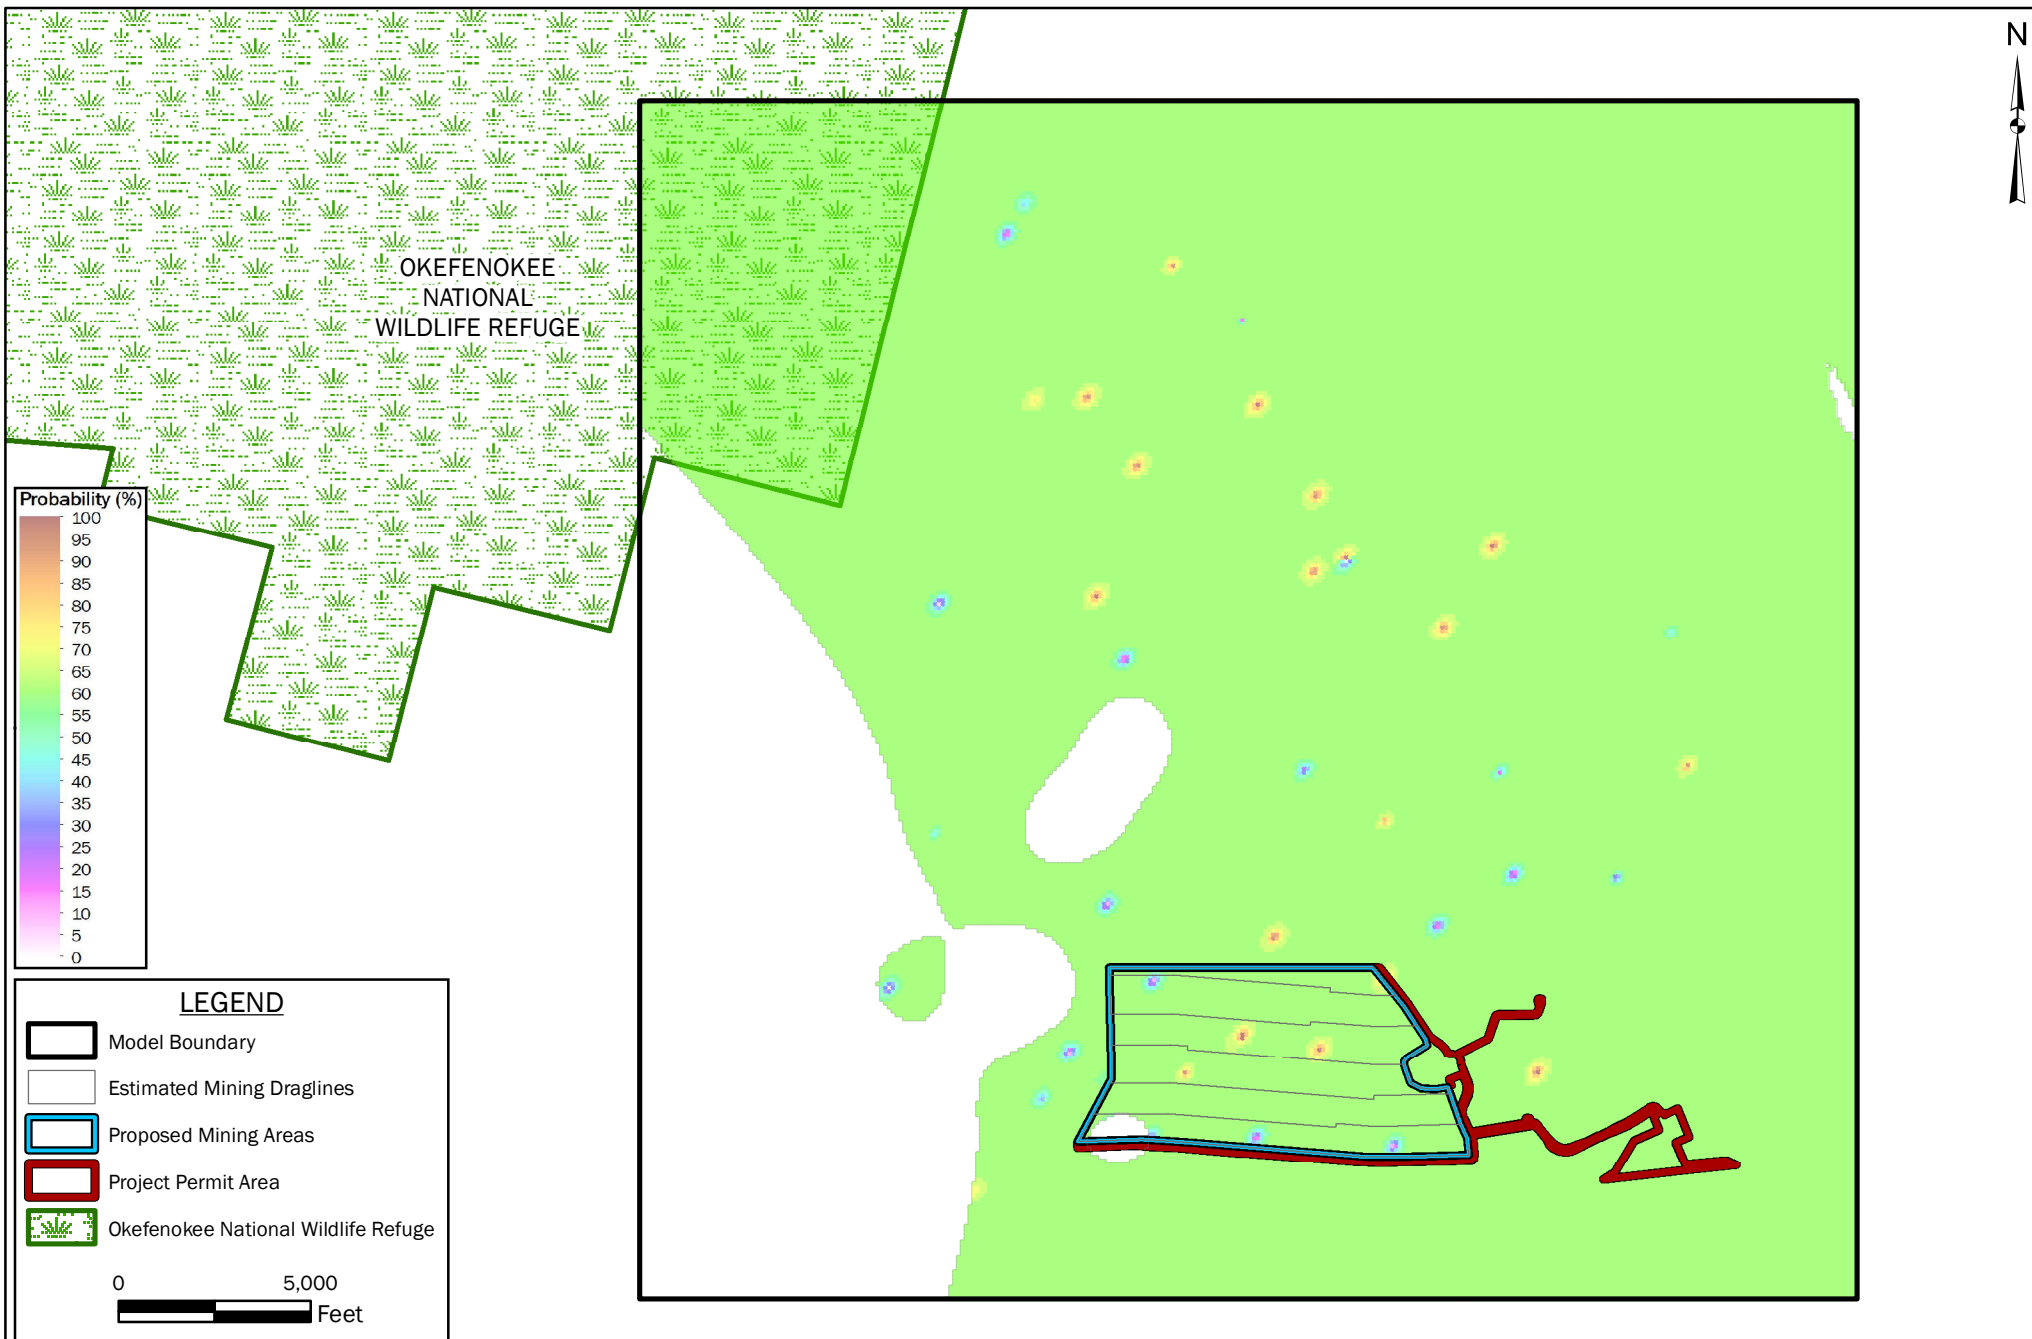 N
OKEFENOKEE
NATIONAL
WILDLIFE REFUGE
Probability (%)
100
95
90
85
80
75
70
65
60
55
50
45
40
35
30
25
20
15
10
5
0
LEGEND
Model Boundary
Estimated Mining Draglines
Proposed Mining Areas
Project Permit Area
Okefenokee National Wildlife Refuge
0 5,000
Feet